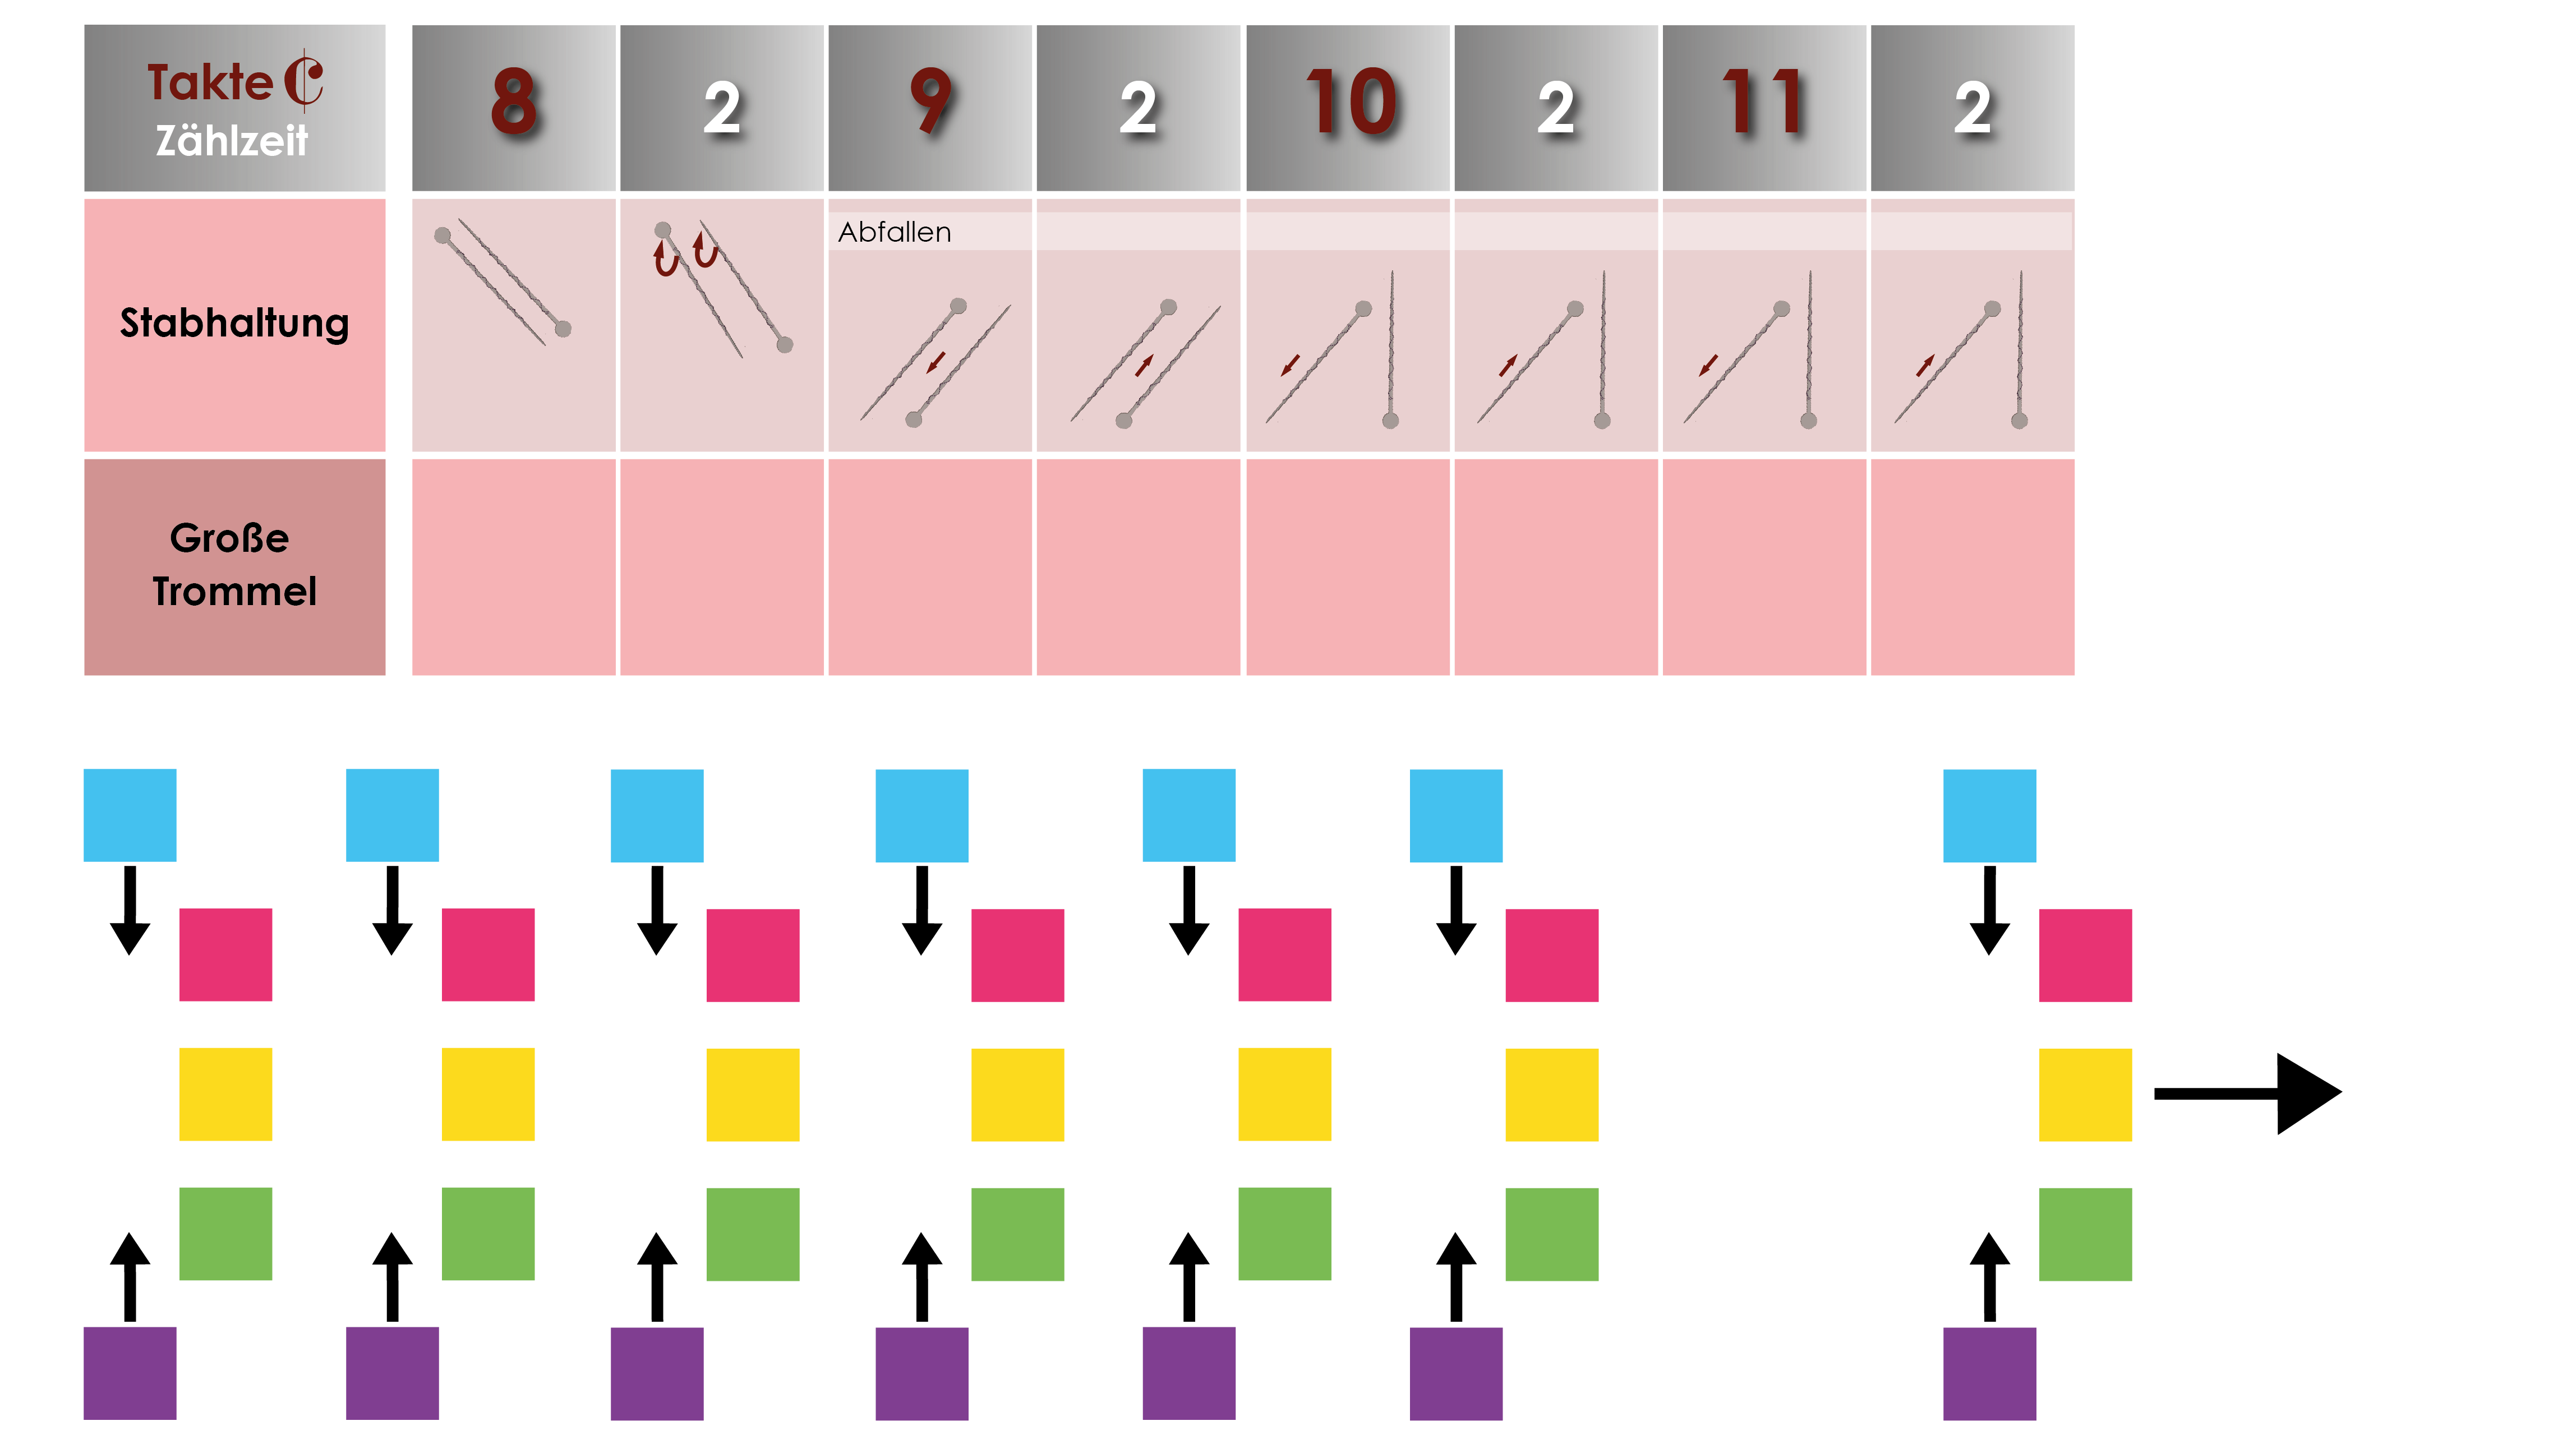 Takte 8 2 9 2 10 2 11 2
Zählzeit
Abfallen
Stabhaltung
Große
Trommel